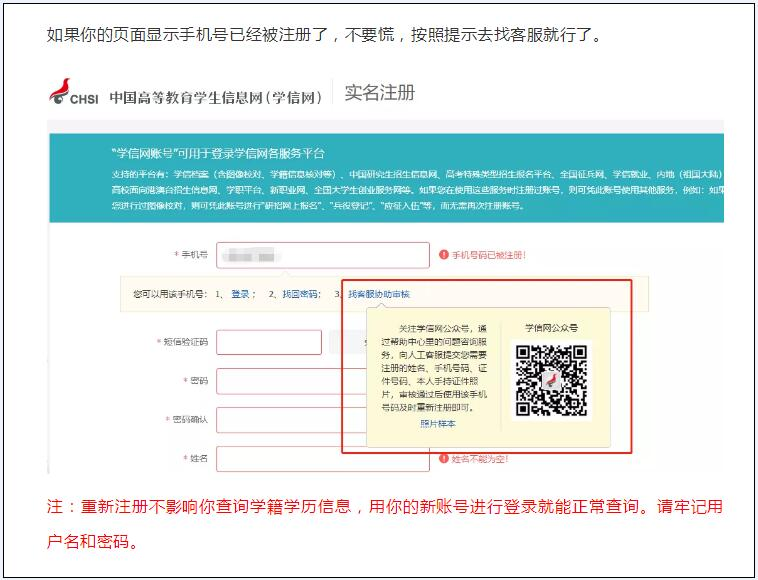 如果你的页面显示手机号已经被注册了，不要慌，按照提示去找客服就行了。
CHSI 中国高等教育学生信息网（学信网） 实名注册
“学信网账号”可用于登录学信网各服务平台
支持的平台有：学信档案（含图像校对、学籍信息核对等）、中国研究生招生信息网、高考特殊类型招生报名平台、全国征兵网、学信就业、内地（祖国大陆）
高校面向港澳台招生信息网、学职平台、新职业网、全国大学生创业服务网等。如果您在使用这些服务时注册过账号，则可凭此账号使用其他服务，例如：如果
您进行过图像校对，则可凭此账号进行“研招网上报名”、“兵役登记”、“应征入伍”等，而无需再次注册账号。
* 手机号
手机号码已被注册！
您可以用该手机号： 1、登录； 2、找回密码； 3、找客服协助审核
* 短信验证码
* 密码
* 密码确认
* 姓名
姓名不能为空！
关注学信网公众号，通
过帮助中心里的问题咨询服
务，向人工客服提交您需要
注册的姓名、手机号码、证
件号码、本人手持证件照
片，审核通过后使用该手机
号码及时重新注册即可。
照片样本
学信网公众号
注：重新注册不影响你查询学籍学历信息，用你的新账号进行登录就能正常查询。请牢记用
户名和密码。